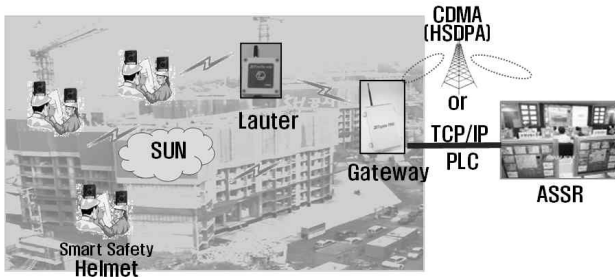 CDMA
(HSDPA)
or
Lauter
SUN
TCP/IP
Gateway
PLC
ASSR
Smart Safety
Helmet